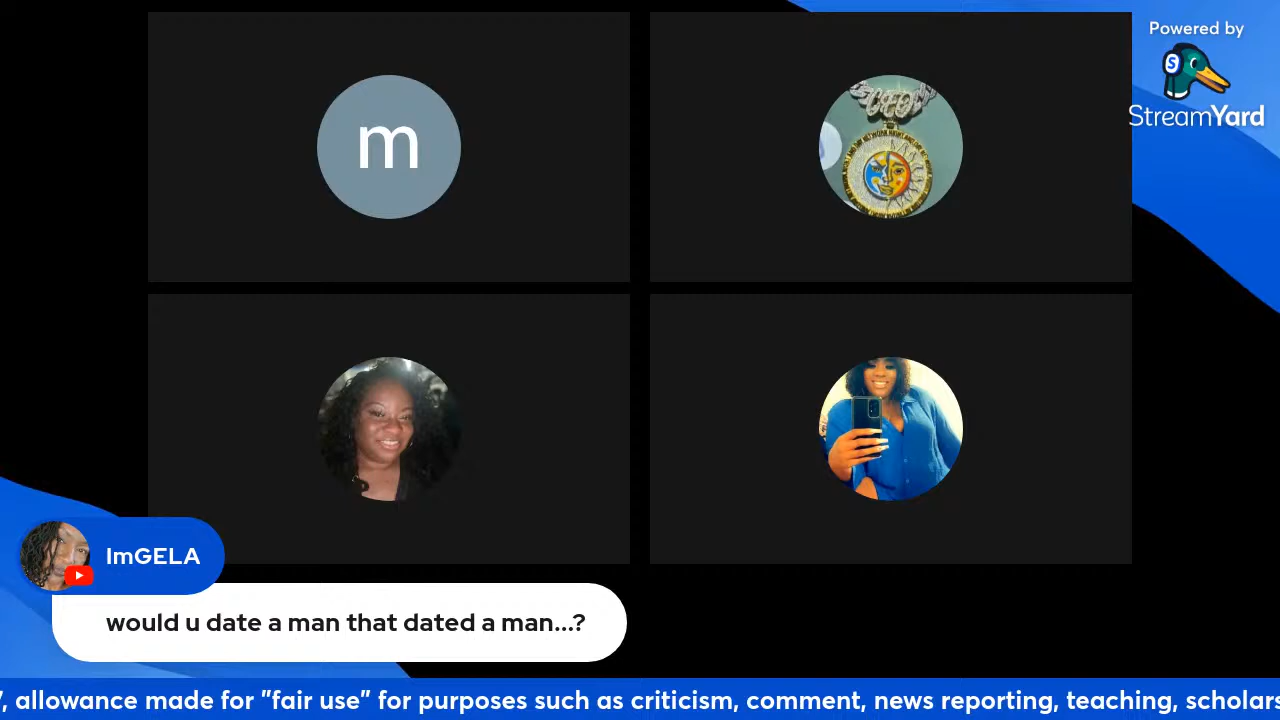 Powered by
S
StreamYard
m
CEO
ImGELA
would u date a man that dated a man...?
, allowance made for "fair use" for purposes such as criticism, comment, news reporting, teaching,